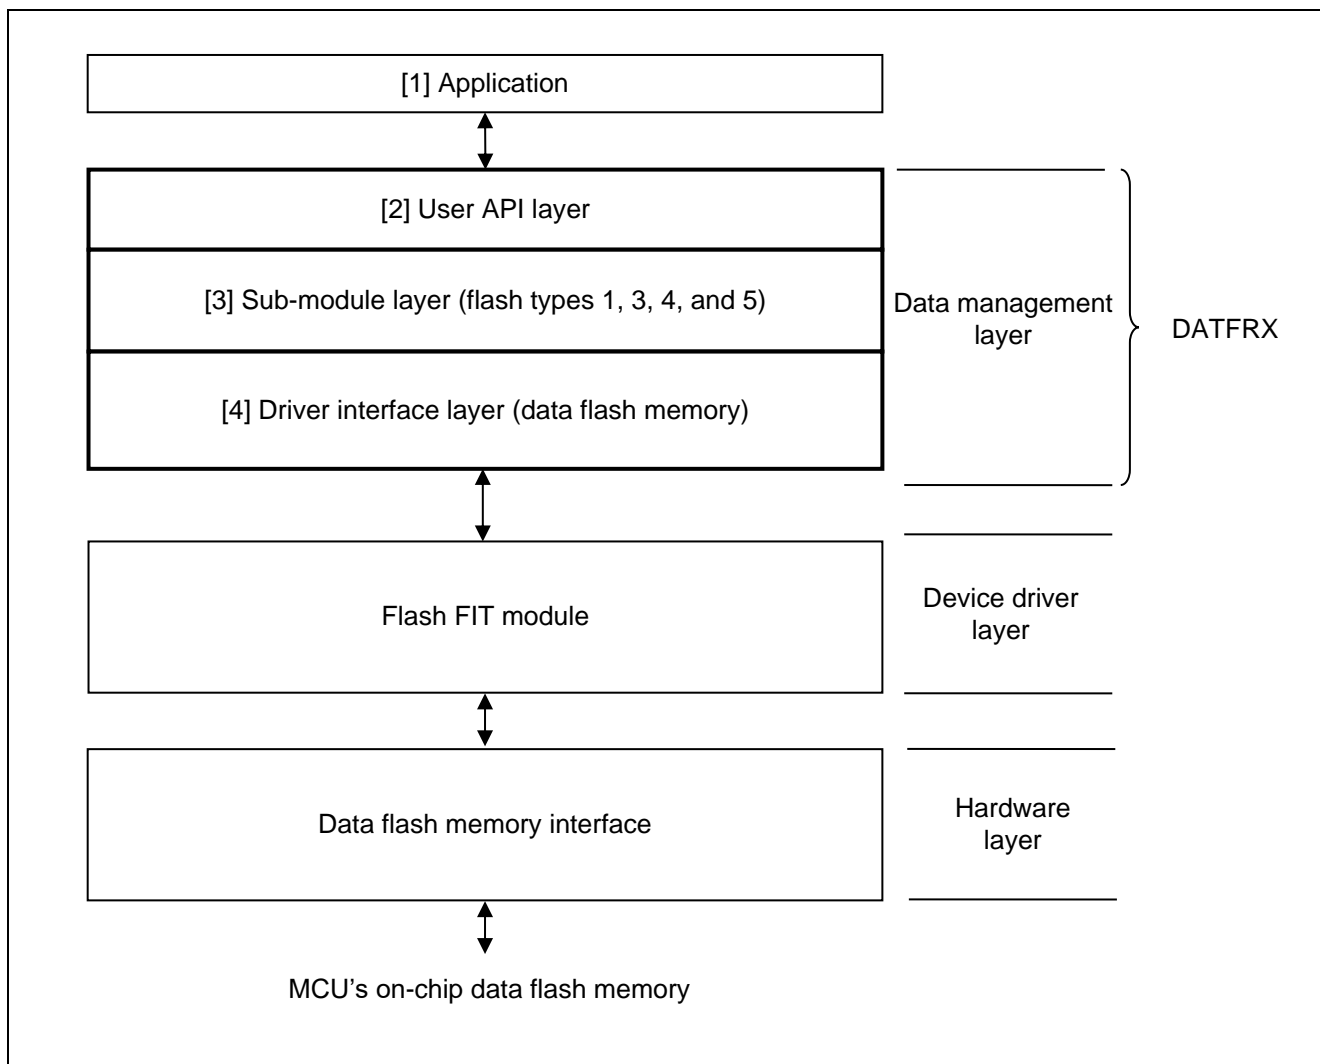 [1] Application
[2] User API layer
[3] Sub-module layer (flash types 1, 3, 4, and 5)
Data management
layer
DATFRX
[4] Driver interface layer (data flash memory)
Flash FIT module
Device driver
layer
Data flash memory interface
Hardware
layer
MCU’s on-chip data flash memory